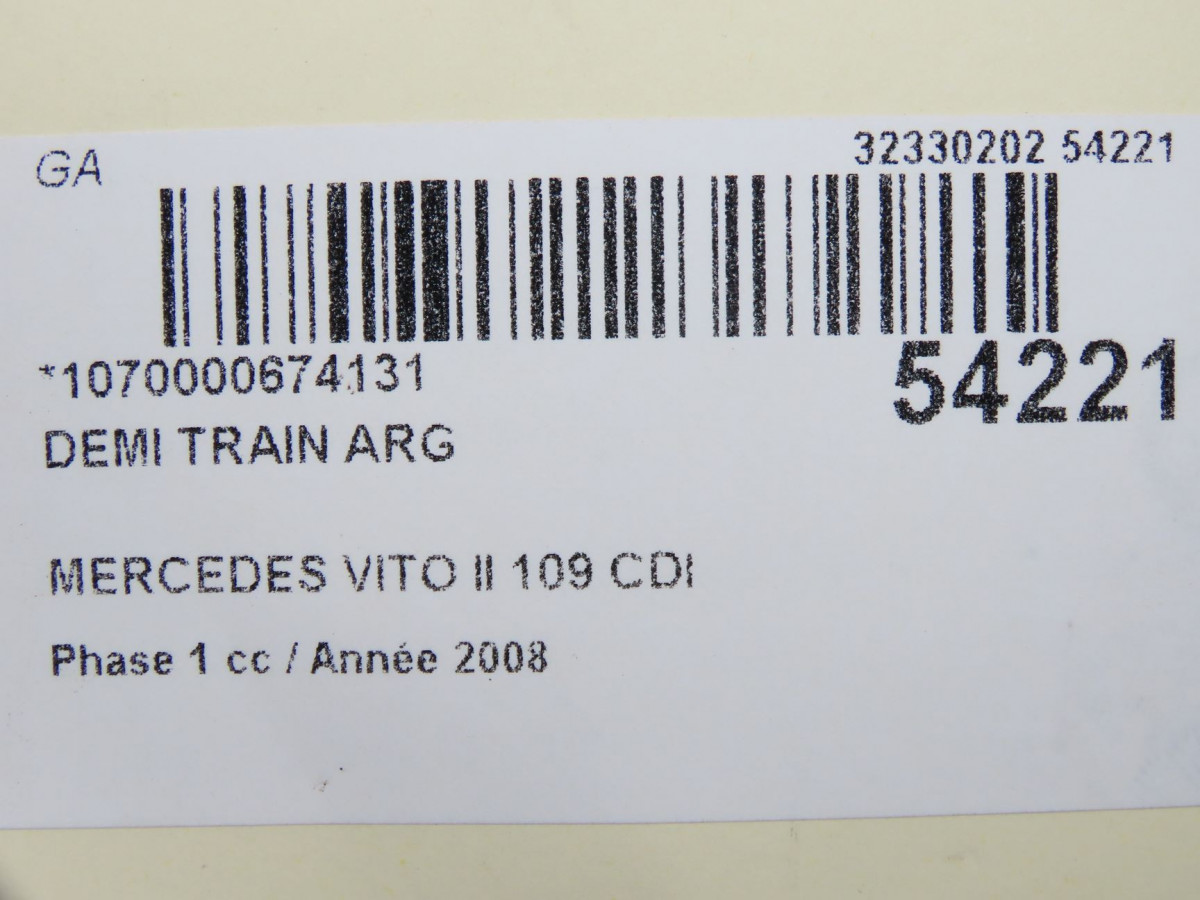 GA
32330202 54221
*1070000674131
54221
DEMI TRAIN ARG
MERCEDES VITO II 109 CDI
Phase 1 cc / Année 2008